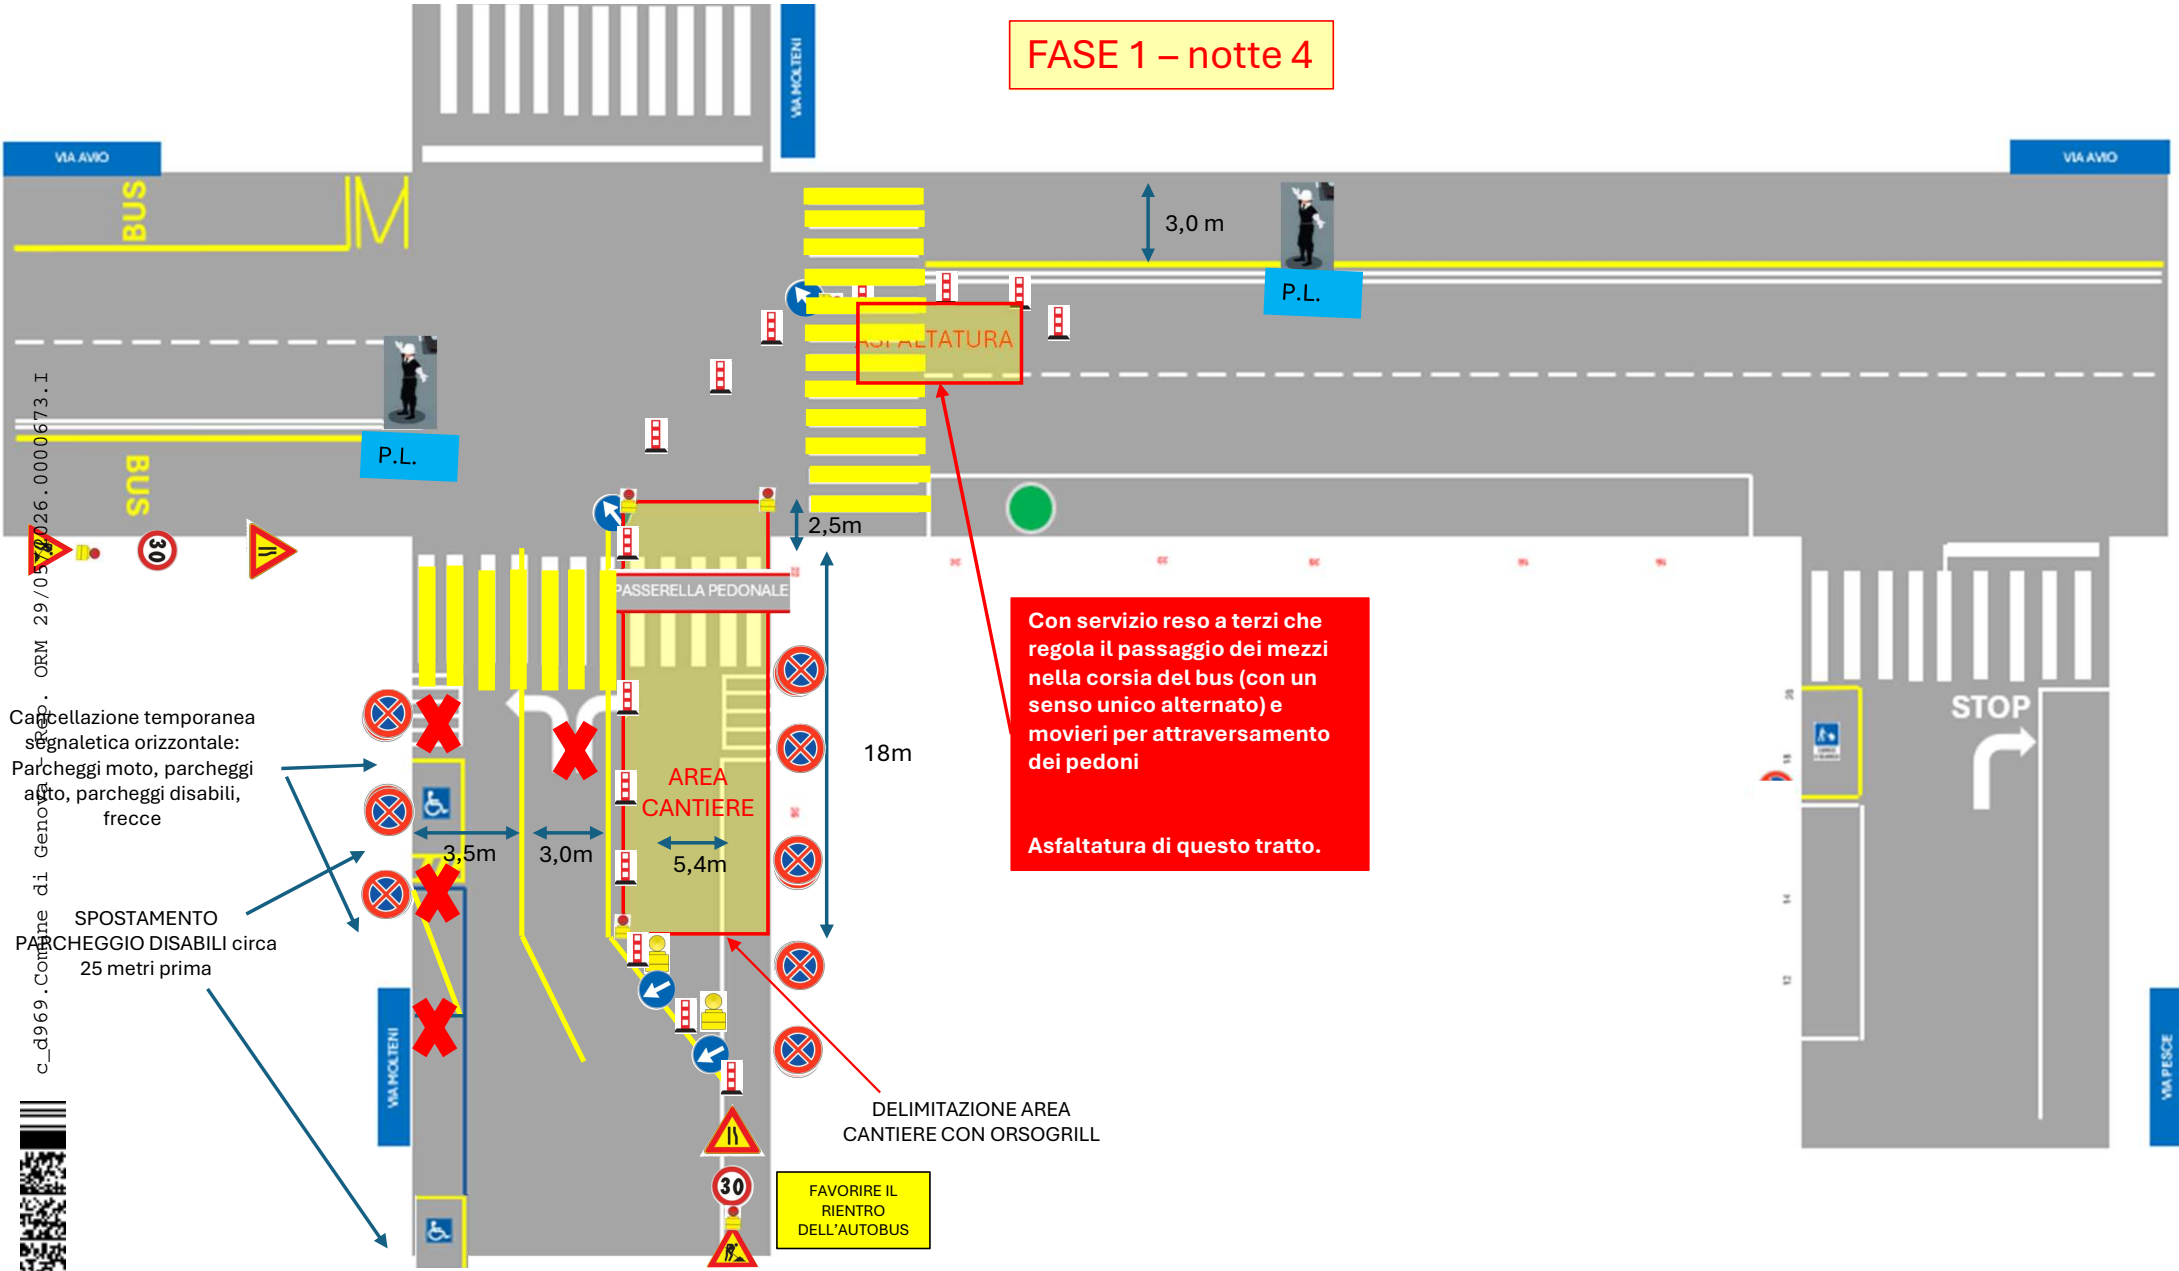 FASE 1 – notte 4
VIA MOLTENI
VIA AVIO
VIA AVIO
BUS
3,0 m
P.L.
ASFALTATURA
P.L.
BUS
2,5m
30
PASSERELLA PEDONALE
Con servizio reso a terzi che
regola il passaggio dei mezzi
nella corsia del bus (con un
senso unico alternato) e
movieri per attraversamento
dei pedoni
Asfaltatura di questo tratto.
Cancellazione temporanea
segnaletica orizzontale:
Parcheggi moto, parcheggi
auto, parcheggi disabili,
frecce
18m
AREA
CANTIERE
3,5m
3,0m
5,4m
STOP
20
18
14
12
SPOSTAMENTO
PARCHEGGIO DISABILI circa
25 metri prima
VIA MOLTENI
VIA PESCE
DELIMITAZIONE AREA
CANTIERE CON ORSOGRILL
30
FAVORIRE IL
RIENTRO
DELL'AUTOBUS
c_d969.Comune di Genova - Rep. ORM 29/05/2026.0000673.I